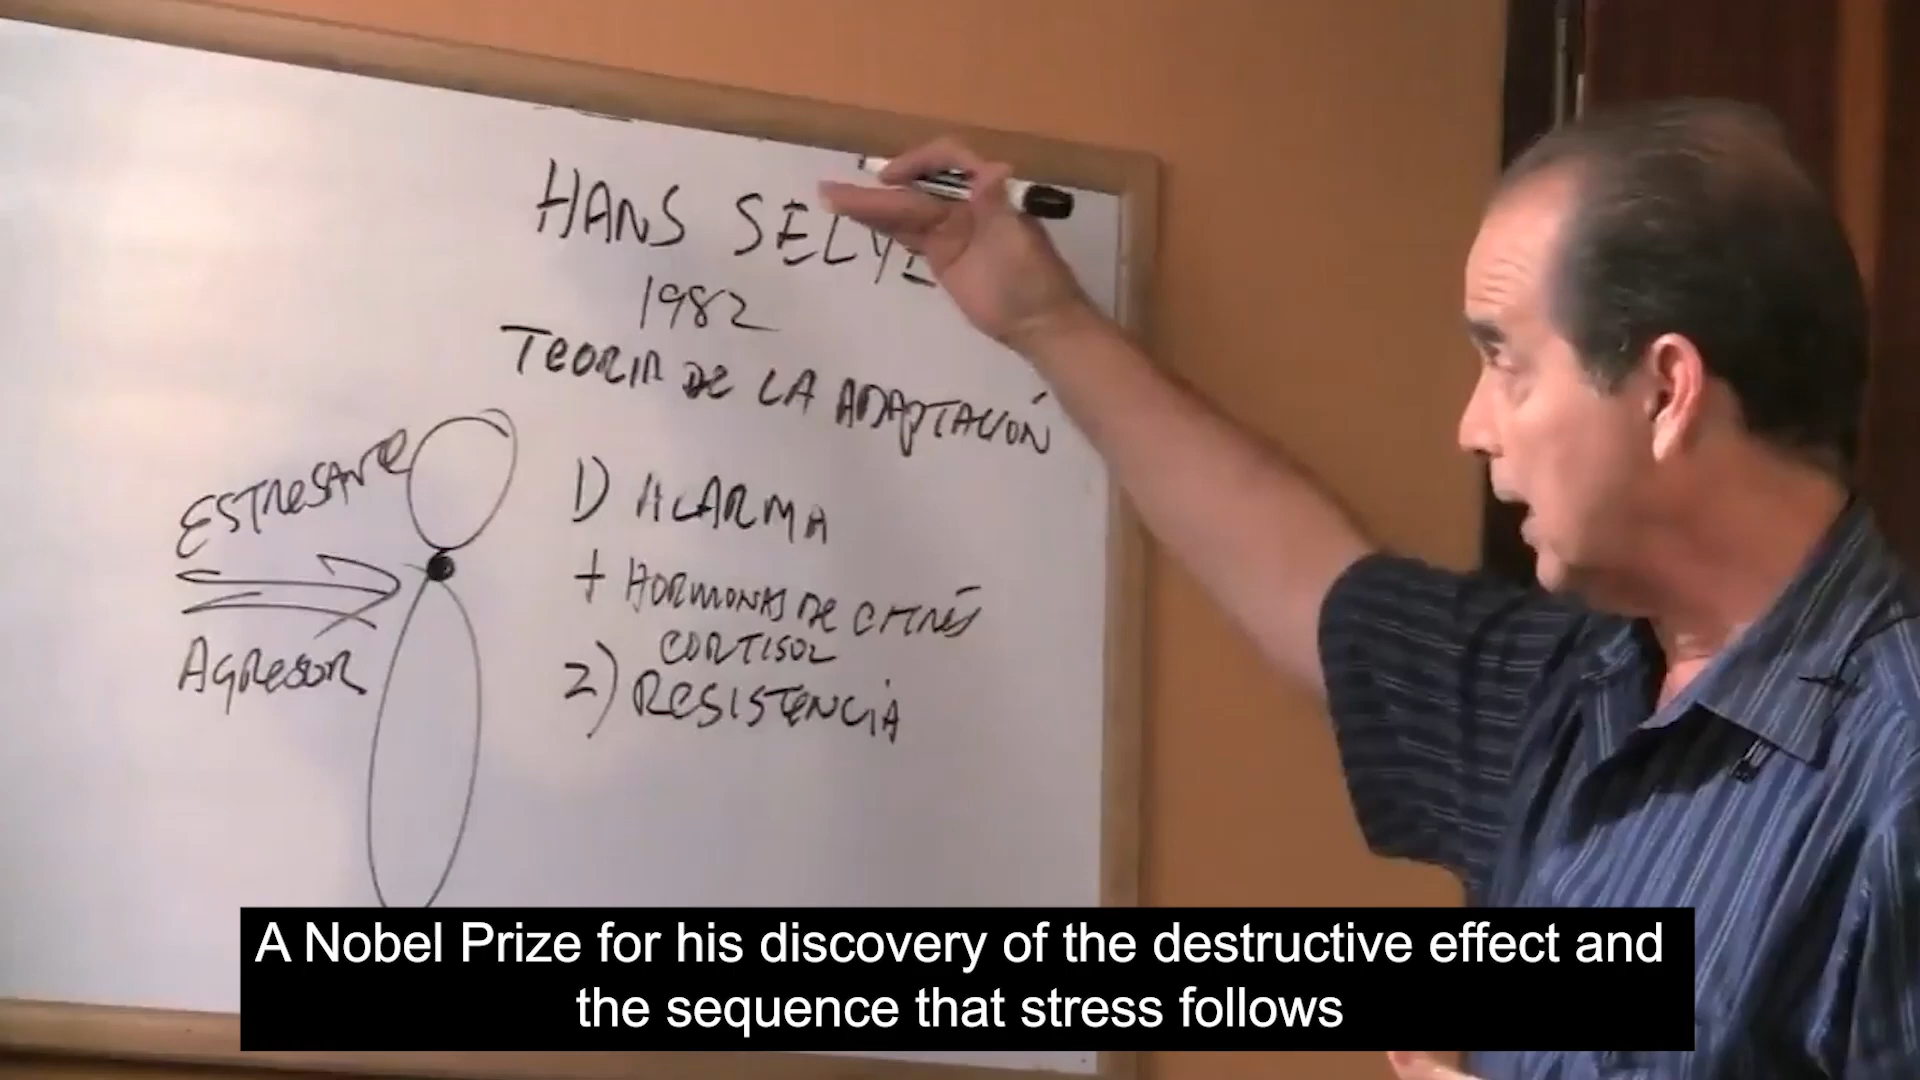 HANS SELYE
1982
TEORIA DE LA ADAPTACIÓN
ESTRESANTE
AGRESOR
1) ALARMA
+ HORMONAS DE ESTRÉS
CORTISOL
2) RESISTENCIA
A Nobel Prize for his discovery of the destructive effect and
the sequence that stress follows